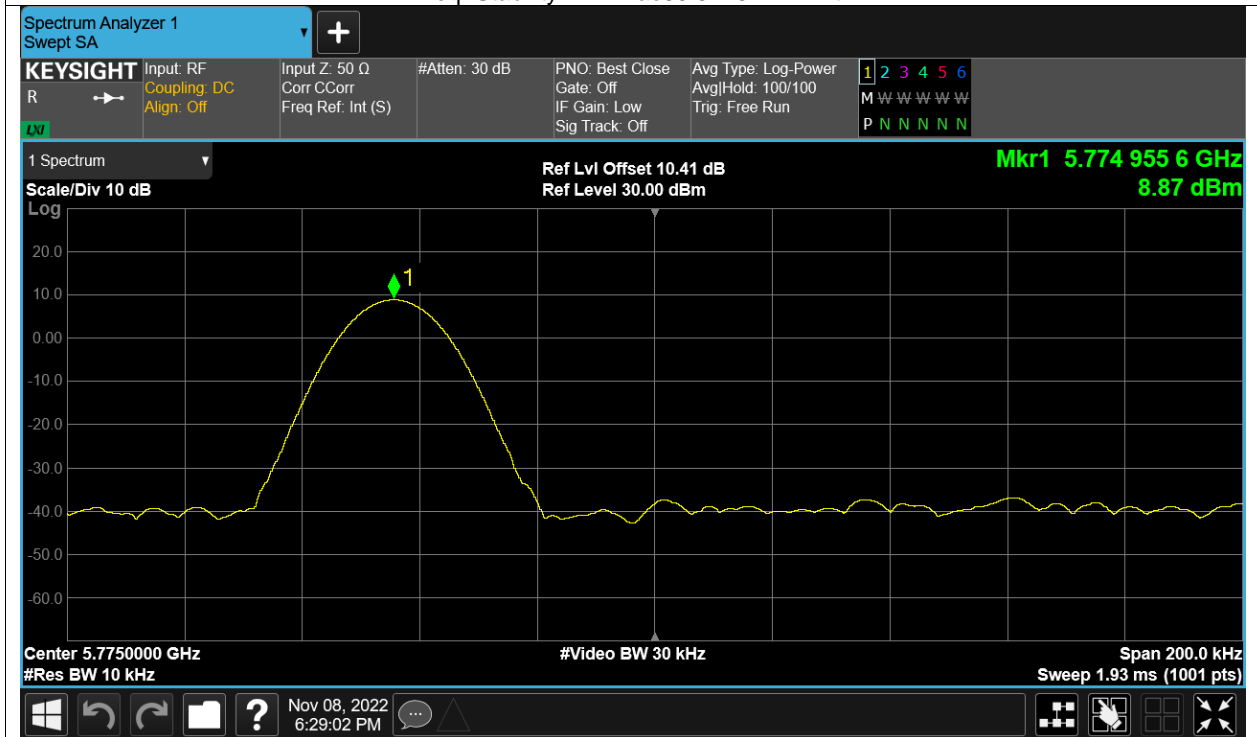 Spectrum Analyzer 1
Swept SA
KEYSIGHT
R
LXI
Input: RF
Coupling: DC
Align: Off
Input Z: 50 Ω
Corr CCorr
Freq Ref: Int (S)
#Atten: 30 dB
PNO: Best Close
Gate: Off
IF Gain: Low
Sig Track: Off
Avg Type: Log-Power
Avg|Hold: 100/100
Trig: Free Run
1 2 3 4 5 6
M W W W W W
P N N N N N
1 Spectrum
Scale/Div 10 dB
Log
Ref Lvl Offset 10.41 dB
Ref Level 30.00 dBm
Mkr1 5.774 955 6 GHz
8.87 dBm
20.0
10.0
0.00
-10.0
-20.0
-30.0
-40.0
-50.0
-60.0
1
Center 5.7750000 GHz
#Res BW 10 kHz
#Video BW 30 kHz
Span 200.0 kHz
Sweep 1.93 ms (1001 pts)
?
Nov 08, 2022
6:29:02 PM